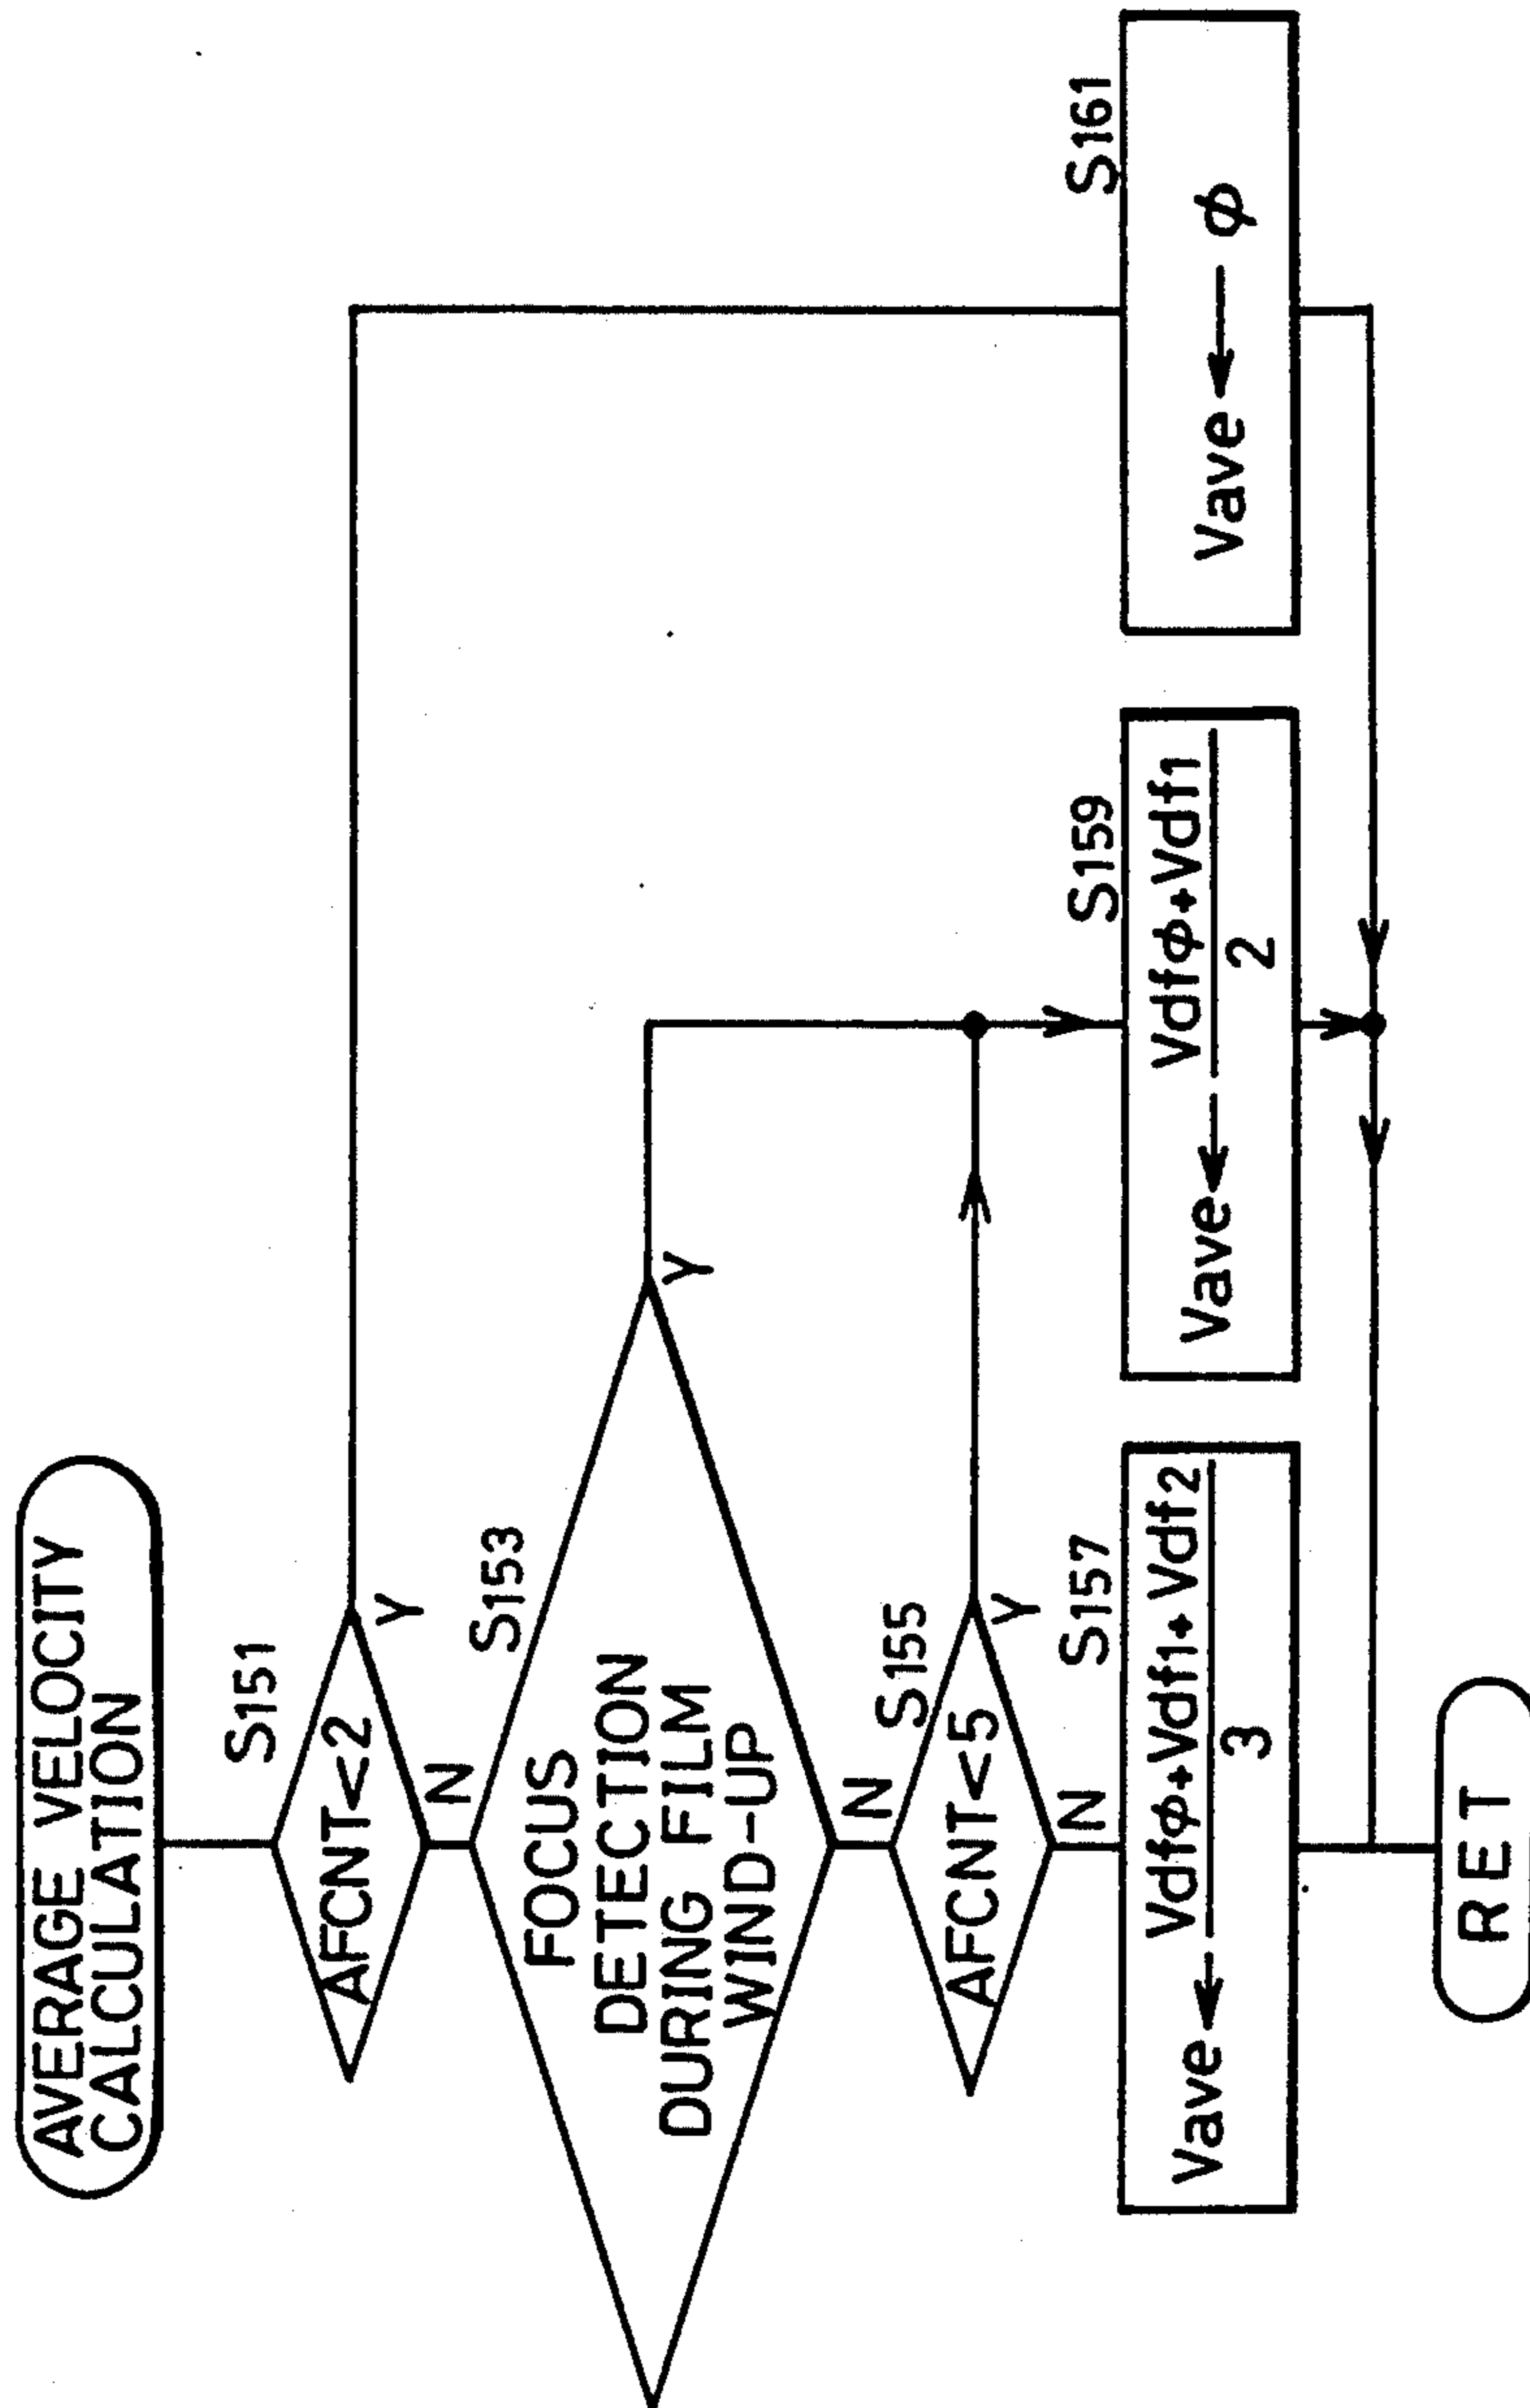 AVERAGE VELOCITY
CALCULATION
S151
AFCNT<2
Y
N
S153
FOCUS
DETECTION
DURING FILM
WIND-UP
Y
N
S155
AFCNT<5
Y
N
S157
Vave ← Vdfφ+Vdf1+Vdf2
3
S159
Vave ← Vdfφ+Vdf1
2
S161
Vave ← φ
RET